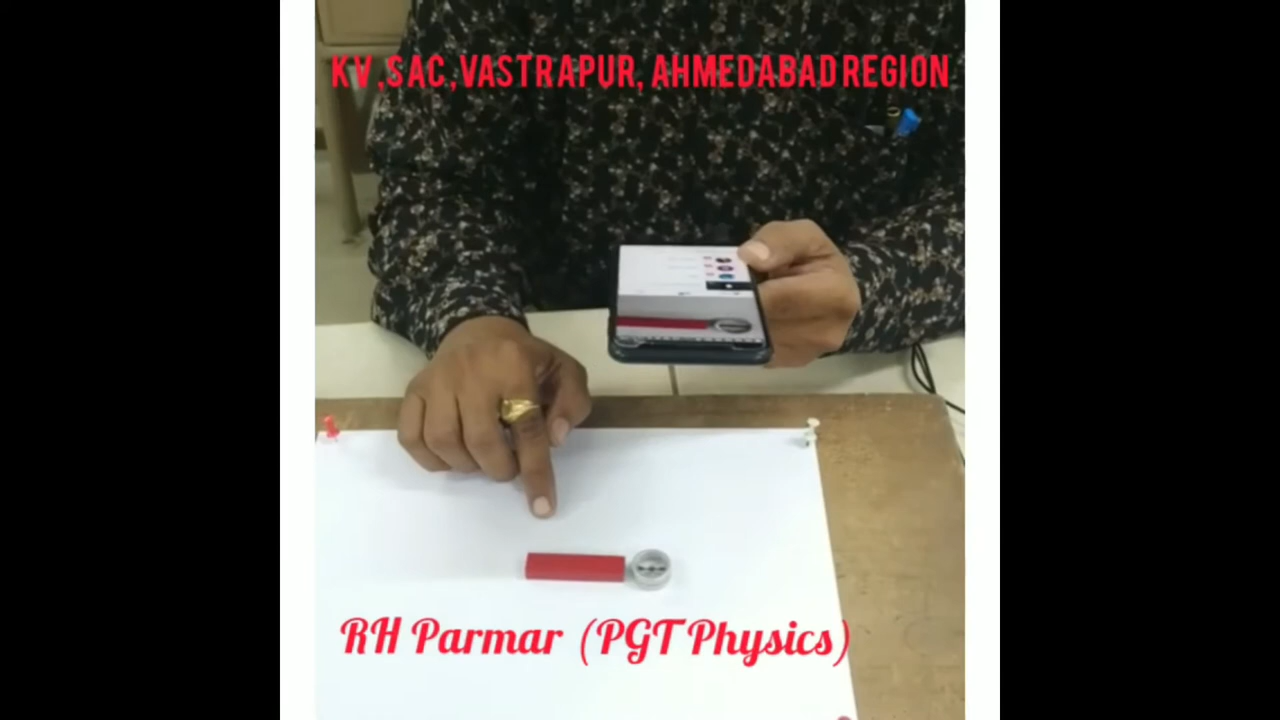 KV ,SAC ,VASTRAPUR, AHMEDABAD REGION
RH Parmar (PGT Physics)